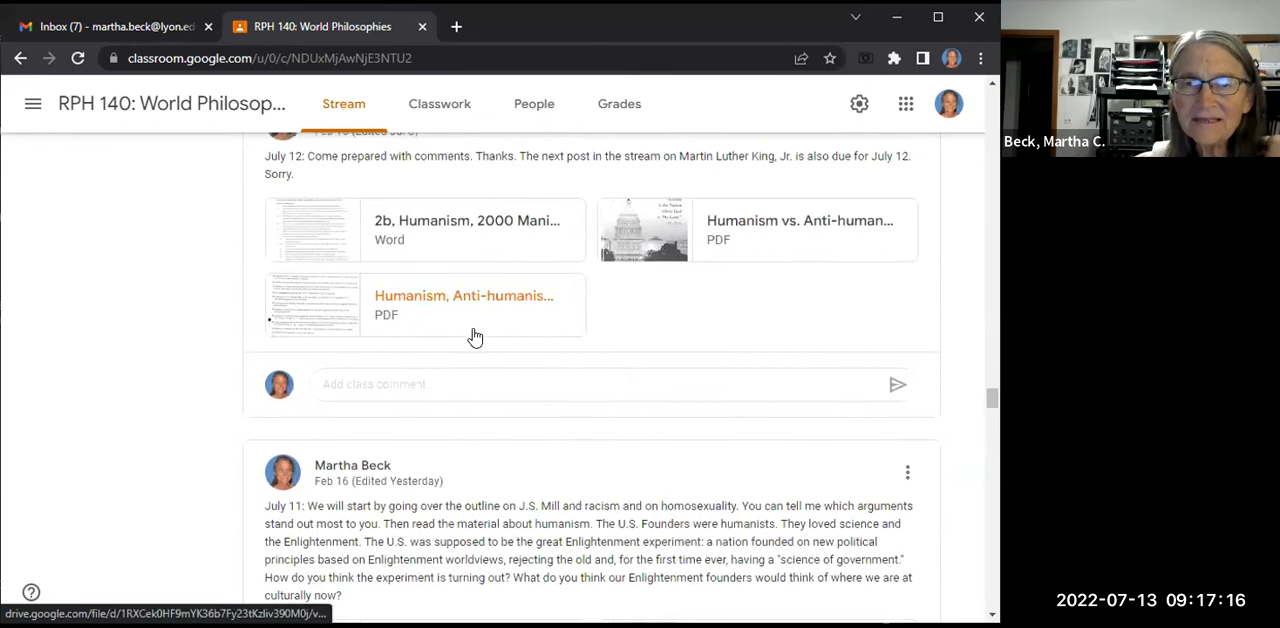 Inbox (7) - martha.beck@lyon.ed
RPH 140: World Philosophies
classroom.google.com/u/0/c/NDUxMjAwNjE3NTU2
Beck, Martha C.
RPH 140: World Philosop...
Stream
Classwork
People
Grades
July 12: Come prepared with comments. Thanks. The next post in the stream on Martin Luther King, Jr. is also due for July 12.
Sorry.
2b, Humanism, 2000 Mani...
Word
Humanism vs. Anti-human...
PDF
Humanism, Anti-humanis...
PDF
Add class comment
Martha Beck
Feb 16 (Edited Yesterday)
July 11: We will start by going over the outline on J.S. Mill and racism and on homosexuality. You can tell me which arguments
stand out most to you. Then read the material about humanism. The U.S. Founders were humanists. They loved science and
the Enlightenment. The U.S. was supposed to be the great Enlightenment experiment: a nation founded on new political
principles based on Enlightenment worldviews, rejecting the old and, for the first time ever, having a "science of government."
How do you think the experiment is turning out? What do you think our Enlightenment founders would think of where we are at
culturally now?
drive.google.com/file/d/1RXCek0HF9mYK36b7Fy23tKzliv390M0j/v...
2022-07-13 09:17:16